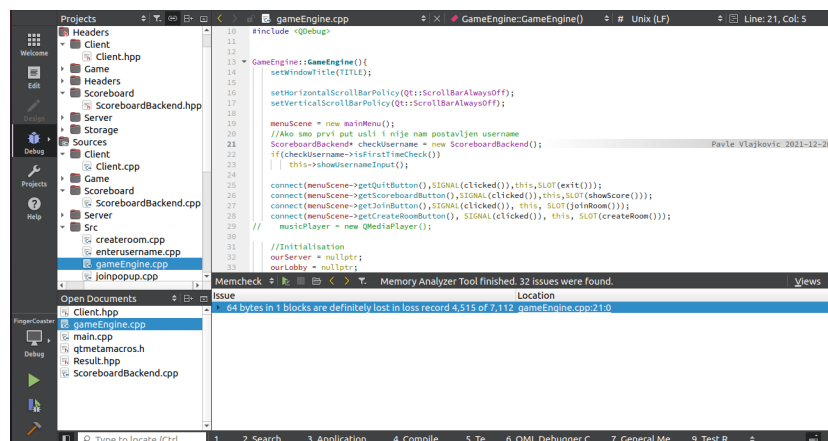 Projects
gameEngine.cpp
GameEngine::GameEngine()
#
Unix (LF)
Line: 21, Col: 5
Welcome
Edit
Design
Debug
Projects
Help
FingerCoaster
Debug
Headers
Client
Client.hpp
Game
Headers
Scoreboard
ScoreboardBackend.hpp
Server
Storage
Sources
Client
Client.cpp
Game
Scoreboard
ScoreboardBackend.cpp
Server
Src
createroom.cpp
enterusername.cpp
gameEngine.cpp
joinpopup.cpp
Open Documents
Client.hpp
gameEngine.cpp
main.cpp
qtmetamacros.h
Result.hpp
ScoreboardBackend.cpp
10 #include <QDebug>
11
12
13 GameEngine::GameEngine(){
14 setWindowTitle(TITLE);
15
16 setHorizontalScrollBarPolicy(Qt::ScrollBarAlwaysOff);
17 setVerticalScrollBarPolicy(Qt::ScrollBarAlwaysOff);
18
19 menuScene = new mainMenu();
20 //Ako smo prvi put usli i nije nam postavljen username
21 ScoreboardBackend* checkUsername = new ScoreboardBackend(); Pavle Vlajkovic 2021-12-20
22 if(checkUsername->isFirstTimeCheck())
23 this->showUsernameInput();
24
25 connect(menuScene->getQuitButton(),SIGNAL(clicked()),this,SLOT(exit()));
26 connect(menuScene->getScoreboardButton(),SIGNAL(clicked()),this,SLOT(showScore()));
27 connect(menuScene->getJoinButton(),SIGNAL(clicked()), this, SLOT(joinRoom()));
28 connect(menuScene->getCreateRoomButton(), SIGNAL(clicked()), this, SLOT(createRoom()));
29 // musicPlayer = new QMediaPlayer();
30
31 //Initialisation
32 ourServer = nullptr;
33 ourLobby = nullptr;
Memcheck
Memory Analyzer Tool finished. 32 issues were found.
Views
Issue
Location
64 bytes in 1 blocks are definitely lost in loss record 4,515 of 7,112 gameEngine.cpp:21:0
Type to locate (Ctrl
1
2 Search
3 Application
4 Compile
5 Te
6 QML Debugger C
7 General Me
9 Test R